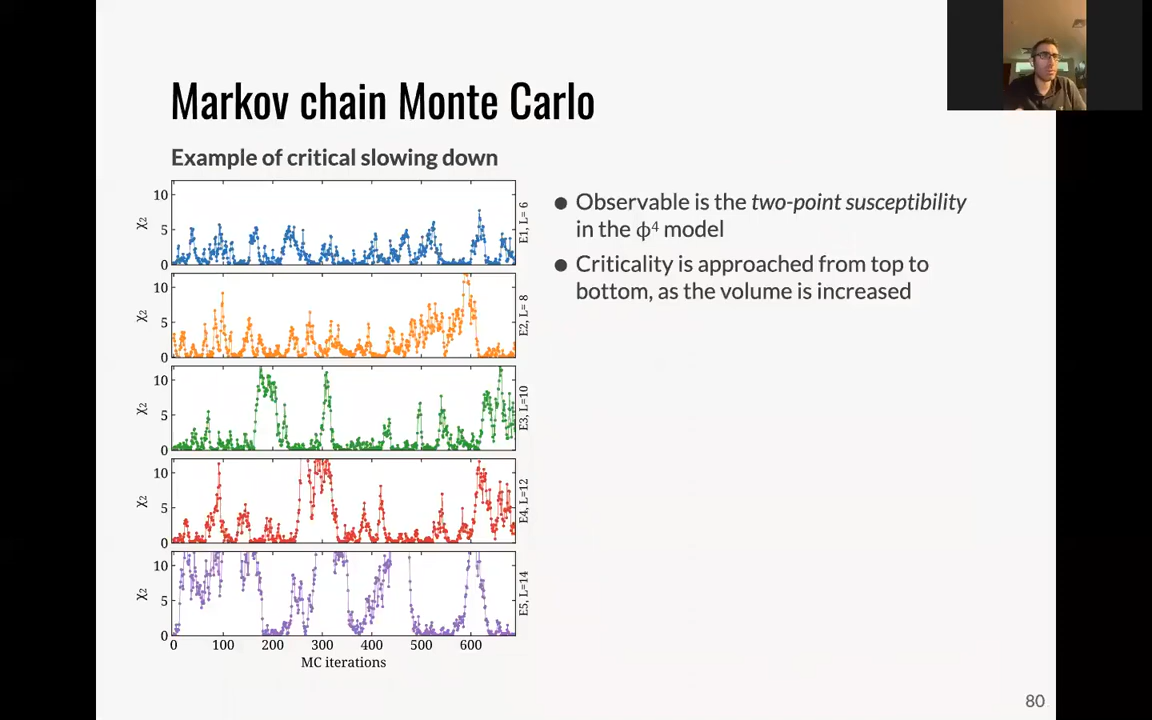 Markov chain Monte Carlo
Example of critical slowing down
10
5
0
χ₂
E1, L= 6
10
5
0
χ₂
E2, L= 8
10
5
0
χ₂
E3, L=10
10
5
0
χ₂
E4, L=12
10
5
0
χ₂
E5, L=14
0 100 200 300 400 500 600
MC iterations
● Observable is the two-point susceptibility
in the ϕ⁴ model
● Criticality is approached from top to
bottom, as the volume is increased
80